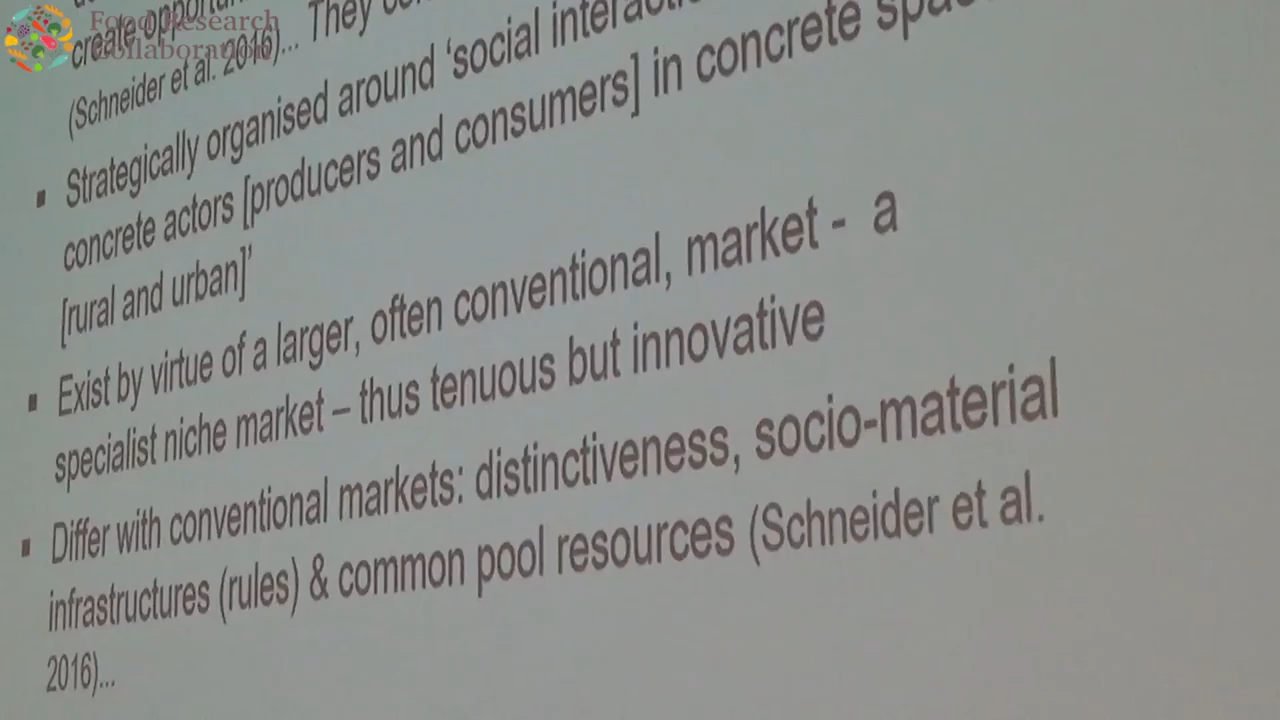 Food Research
Collaboration
create
(Schneider et al. 2016)... They
Strategically organised around ‘social
concrete actors [producers and consumers] in concrete
[rural and urban]’
Exist by virtue of a larger, often conventional, market - a
specialist niche market – thus tenuous but innovative
Differ with conventional markets: distinctiveness, socio-material
infrastructures (rules) & common pool resources (Schneider et al.
2016)...